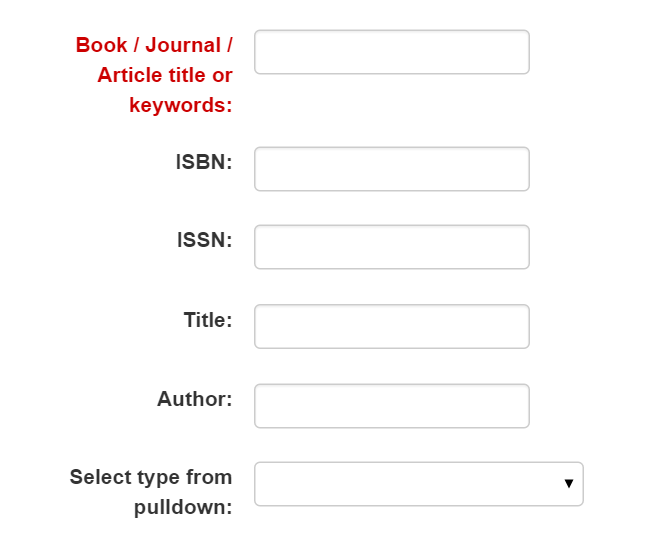 Book / Journal /
Article title or
keywords:
ISBN:
ISSN:
Title:
Author:
Select type from
pulldown: